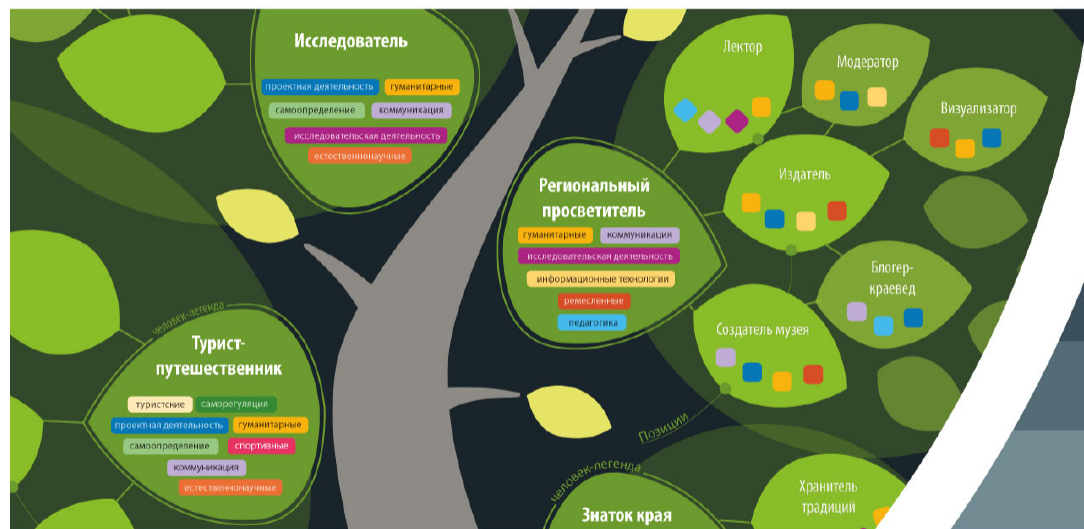 Исследователь
проектная деятельность
гуманитарные
самоопределение
коммуникация
исследовательская деятельность
естественнонаучные
человек-легенда
Турист-
путешественник
туристские
саморегуляция
проектная деятельность
гуманитарные
самоопределение
спортивные
коммуникация
естественнонаучные
Региональный
просветитель
гуманитарные
коммуникация
исследовательская деятельность
информационные технологии
ремесленные
педагогика
Лектор
Модератор
Визуализатор
Издатель
Блогер-
краевед
Создатель музея
Позиции
человек-легенда
Знаток края
Хранитель
традиций